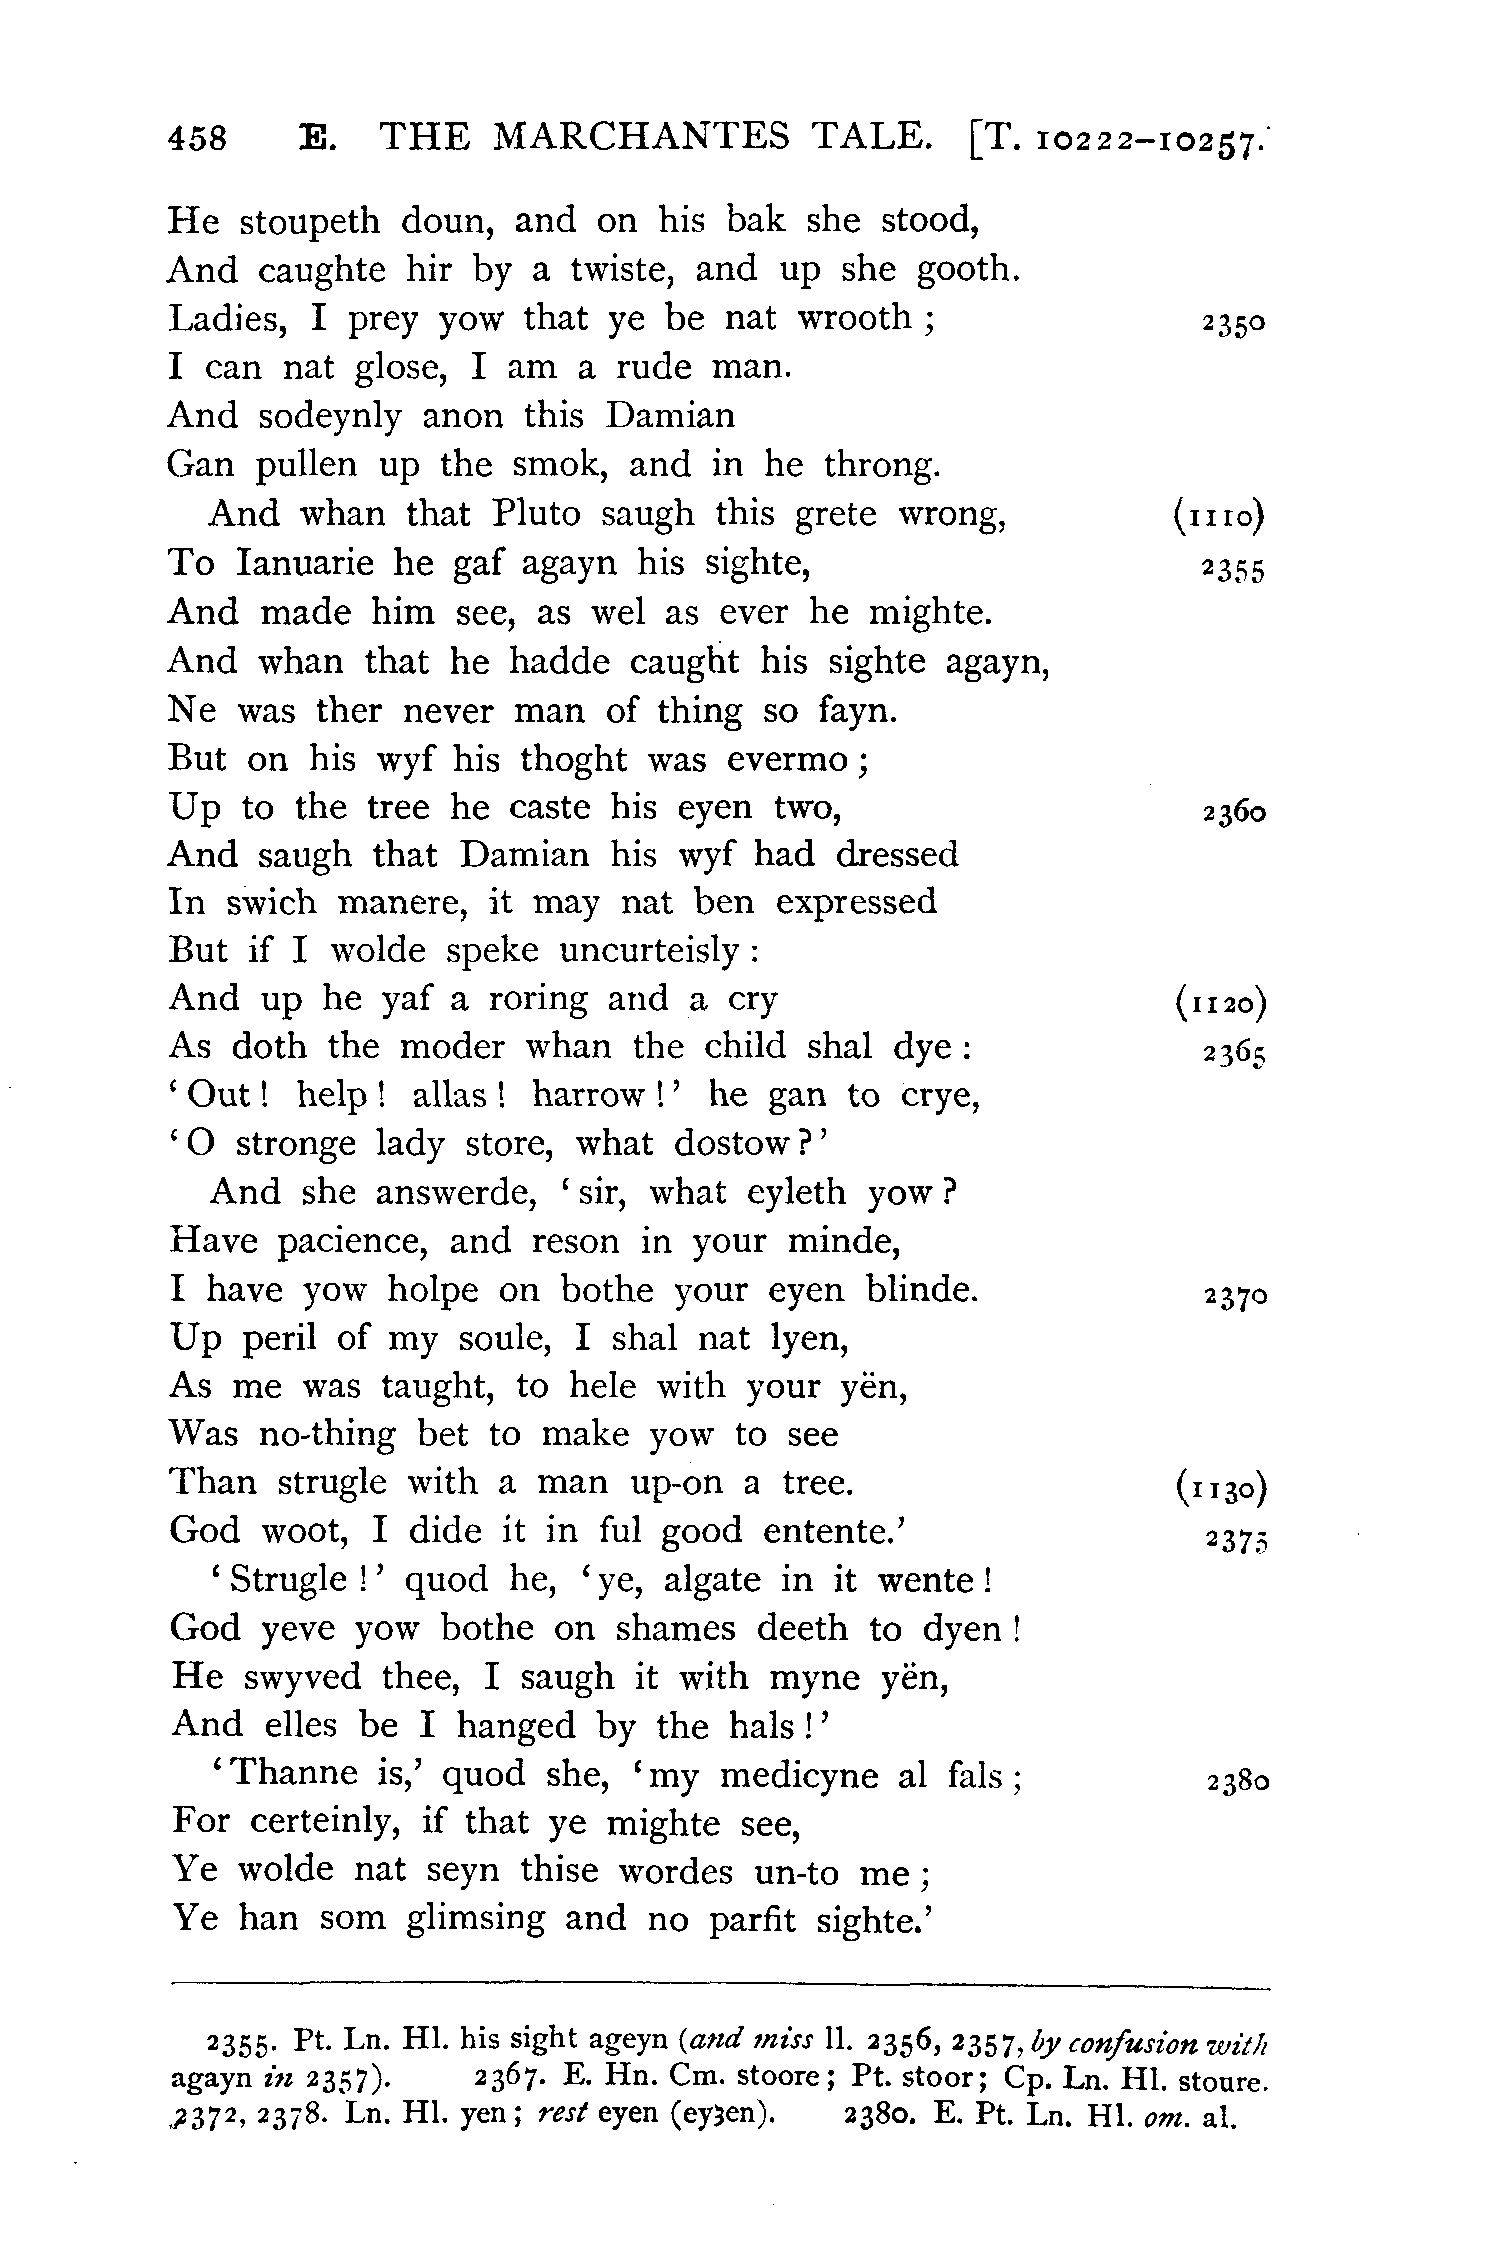 458 E. THE MARCHANTES TALE. [T. 10222–10257.
He stoupeth doun, and on his bak she stood,
And caughte hir by a twiste, and up she gooth.
Ladies, I prey yow that ye be nat wrooth ; 2350
I can nat glose, I am a rude man.
And sodeynly anon this Damian
Gan pullen up the smok, and in he throng.
And whan that Pluto saugh this grete wrong, (1110)
To Ianuarie he gaf agayn his sighte, 2355
And made him see, as wel as ever he mighte.
And whan that he hadde caught his sighte agayn,
Ne was ther never man of thing so fayn.
But on his wyf his thoght was evermo ;
Up to the tree he caste his eyen two, 2360
And saugh that Damian his wyf had dressed
In swich manere, it may nat ben expressed
But if I wolde speke uncurteisly :
And up he yaf a roring and a cry (1120)
As doth the moder whan the child shal dye : 2365
‘ Out ! help ! allas ! harrow ! ’ he gan to crye,
‘ O stronge lady store, what dostow ? ’
And she answerde, ‘ sir, what eyleth yow ?
Have pacience, and reson in your minde,
I have yow holpe on bothe your eyen blinde. 2370
Up peril of my soule, I shal nat lyen,
As me was taught, to hele with your yën,
Was no-thing bet to make yow to see
Than strugle with a man up-on a tree. (1130)
God woot, I dide it in ful good entente.’ 2375
‘ Strugle ! ’ quod he, ‘ ye, algate in it wente !
God yeve yow bothe on shames deeth to dyen !
He swyved thee, I saugh it with myne yën,
And elles be I hanged by the hals ! ’
‘ Thanne is,’ quod she, ‘ my medicyne al fals ; 2380
For certeinly, if that ye mighte see,
Ye wolde nat seyn thise wordes un-to me ;
Ye han som glimsing and no parfit sighte.’
2355. Pt. Ln. Hl. his sight ageyn (and miss ll. 2356, 2357, by confusion with
agayn in 2357). 2367. E. Hn. Cm. stoore; Pt. stoor; Cp. Ln. Hl. stoure.
2372, 2378. Ln. Hl. yen; rest eyen (eyȝen). 2380. E. Pt. Ln. Hl. om. al.